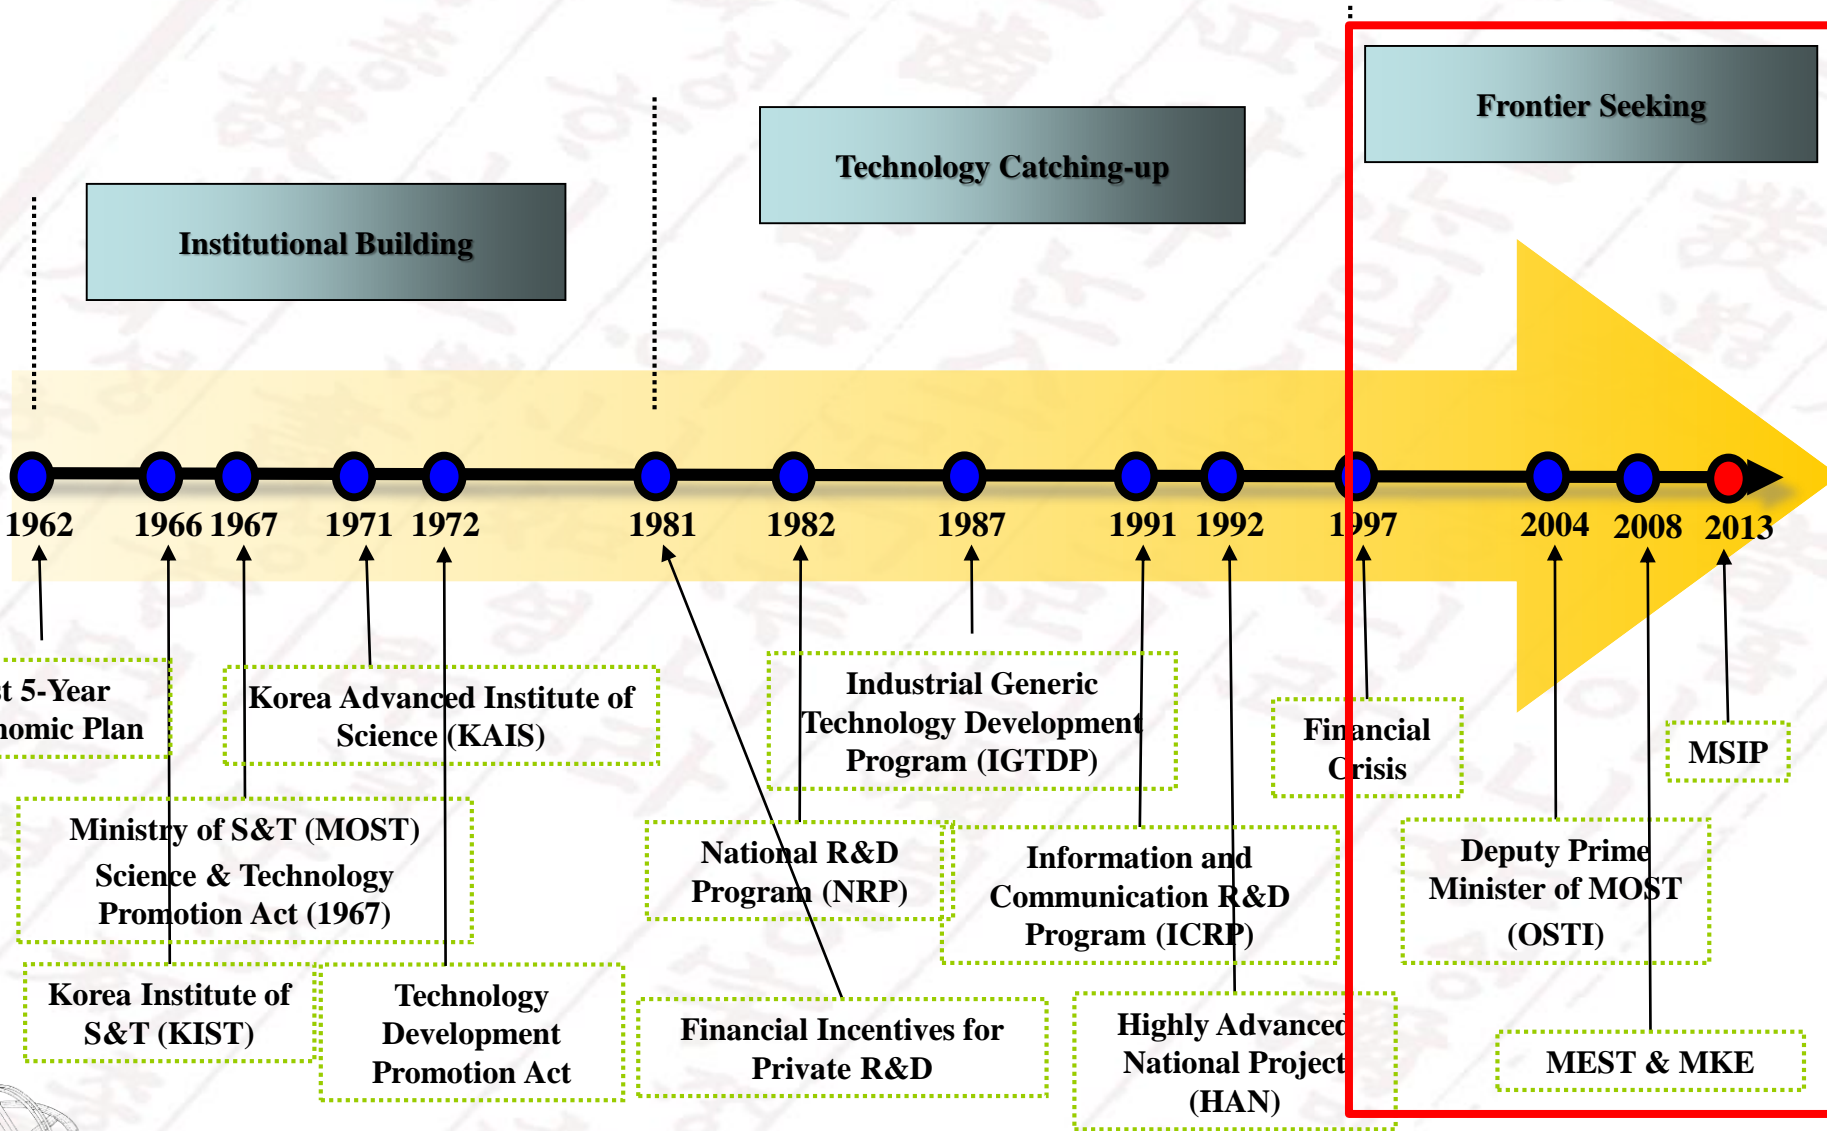 Frontier Seeking
Technology Catching-up
Institutional Building
1962
1966
1967
1971
1972
1981
1982
1987
1991
1992
1997
2004
2008
2013
5-Year
Plan
Korea Advanced Institute of
Science (KAIS)
Industrial Generic
Technology Development
Program (IGTDP)
Financial
Crisis
MSIP
Ministry of S&T (MOST)
Science & Technology
Promotion Act (1967)
National R&D
Program (NRP)
Information and
Communication R&D
Program (ICRP)
Deputy Prime
Minister of MOST
(OSTI)
Korea Institute of
S&T (KIST)
Technology
Development
Promotion Act
Financial Incentives for
Private R&D
Highly Advanced
National Project
(HAN)
MEST & MKE